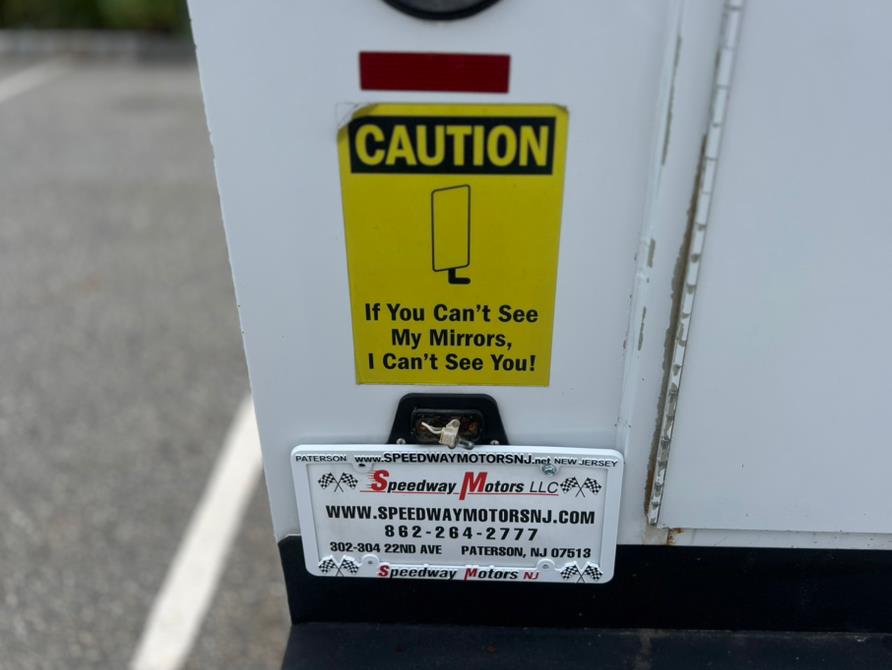 CAUTION
If You Can't See
My Mirrors,
I Can't See You!
PATERSON www.SPEEDWAYMOTORSNJ.net NEW JERSEY
Speedway Motors LLC
WWW.SPEEDWAYMOTORSNJ.COM
862-264-2777
302-304 22ND AVE PATERSON, NJ 07513
Speedway Motors NJ